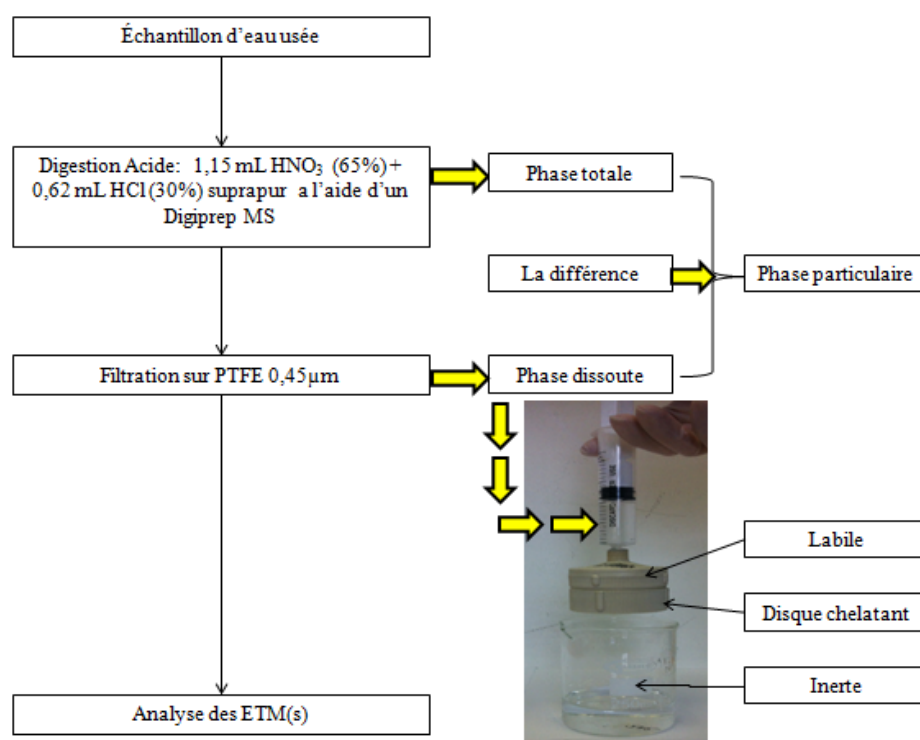 Échantillon d'eau usée
Digestion Acide: 1,15 mL HNO₃ (65%) +
0,62 mL HCl (30%) suprapur a l'aide d'un
Digiprep MS
Phase totale
La différence
Phase particulaire
Filtration sur PTFE 0,45µm
Phase dissoute
Labile
Disque chelatant
Inerte
Analyse des ETM(s)